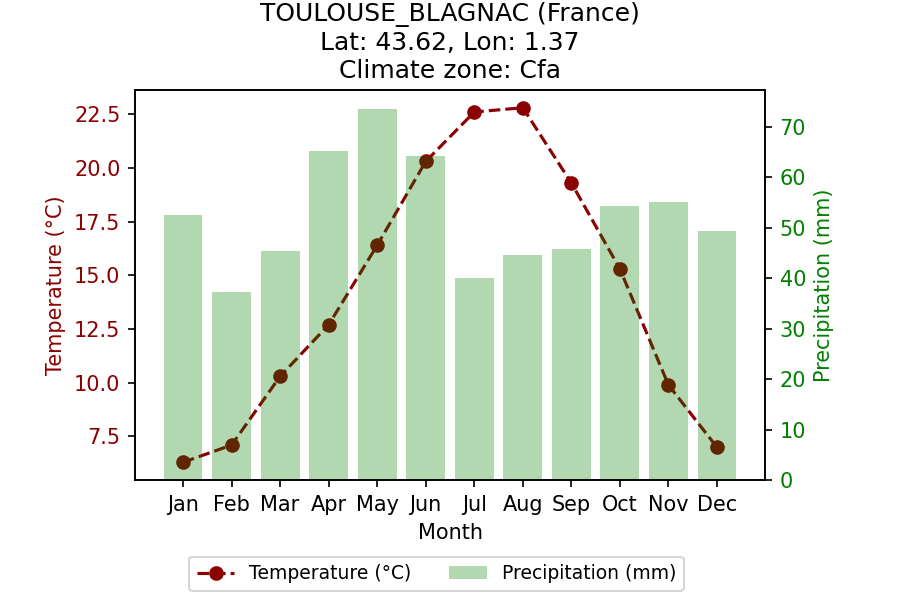 TOULOUSE_BLAGNAC (France)
Lat: 43.62, Lon: 1.37
Climate zone: Cfa
Temperature (°C)
22.5
20.0
17.5
15.0
12.5
10.0
7.5
70
60
50
40
30
20
10
0
Precipitation (mm)
Jan Feb Mar Apr May Jun Jul Aug Sep Oct Nov Dec
Month
Temperature (°C) Precipitation (mm)